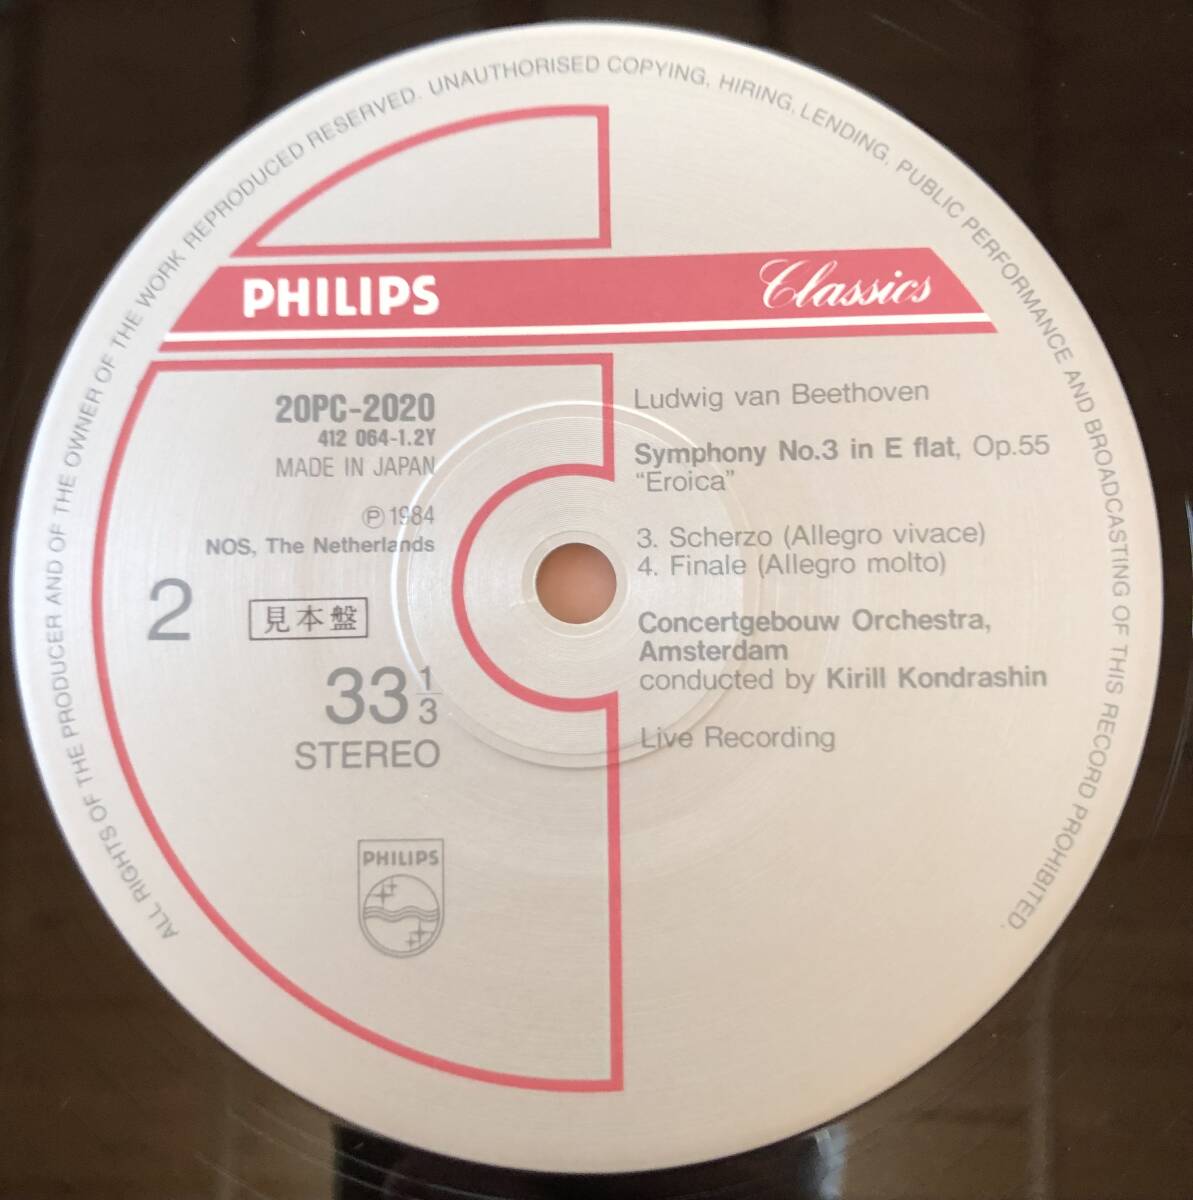 ALL RIGHTS OF THE PRODUCER AND OF THE OWNER OF THE WORK REPRODUCED RESERVED. UNAUTHORISED COPYING, HIRING, LENDING, PUBLIC PERFORMANCE AND BROADCASTING OF THIS RECORD PROHIBITED.
PHILIPS Classics
20PC-2020
412 064-1.2Y
MADE IN JAPAN
Ⓟ1984
NOS, The Netherlands
2
見本盤
33 1/3
STEREO
PHILIPS
Ludwig van Beethoven
Symphony No.3 in E flat, Op.55
“Eroica”
3. Scherzo (Allegro vivace)
4. Finale (Allegro molto)
Concertgebouw Orchestra,
Amsterdam
conducted by Kirill Kondrashin
Live Recording